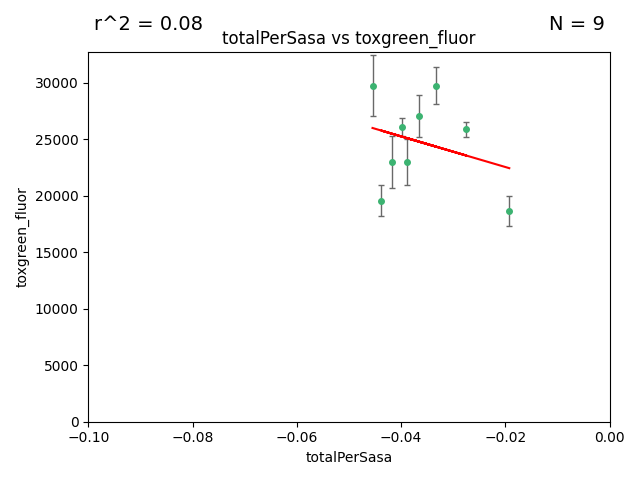 r^2 = 0.08
N = 9
totalPerSasa vs toxgreen_fluor
30000
25000
20000
15000
10000
5000
0
toxgreen_fluor
−0.10
−0.08
−0.06
−0.04
−0.02
0.00
totalPerSasa